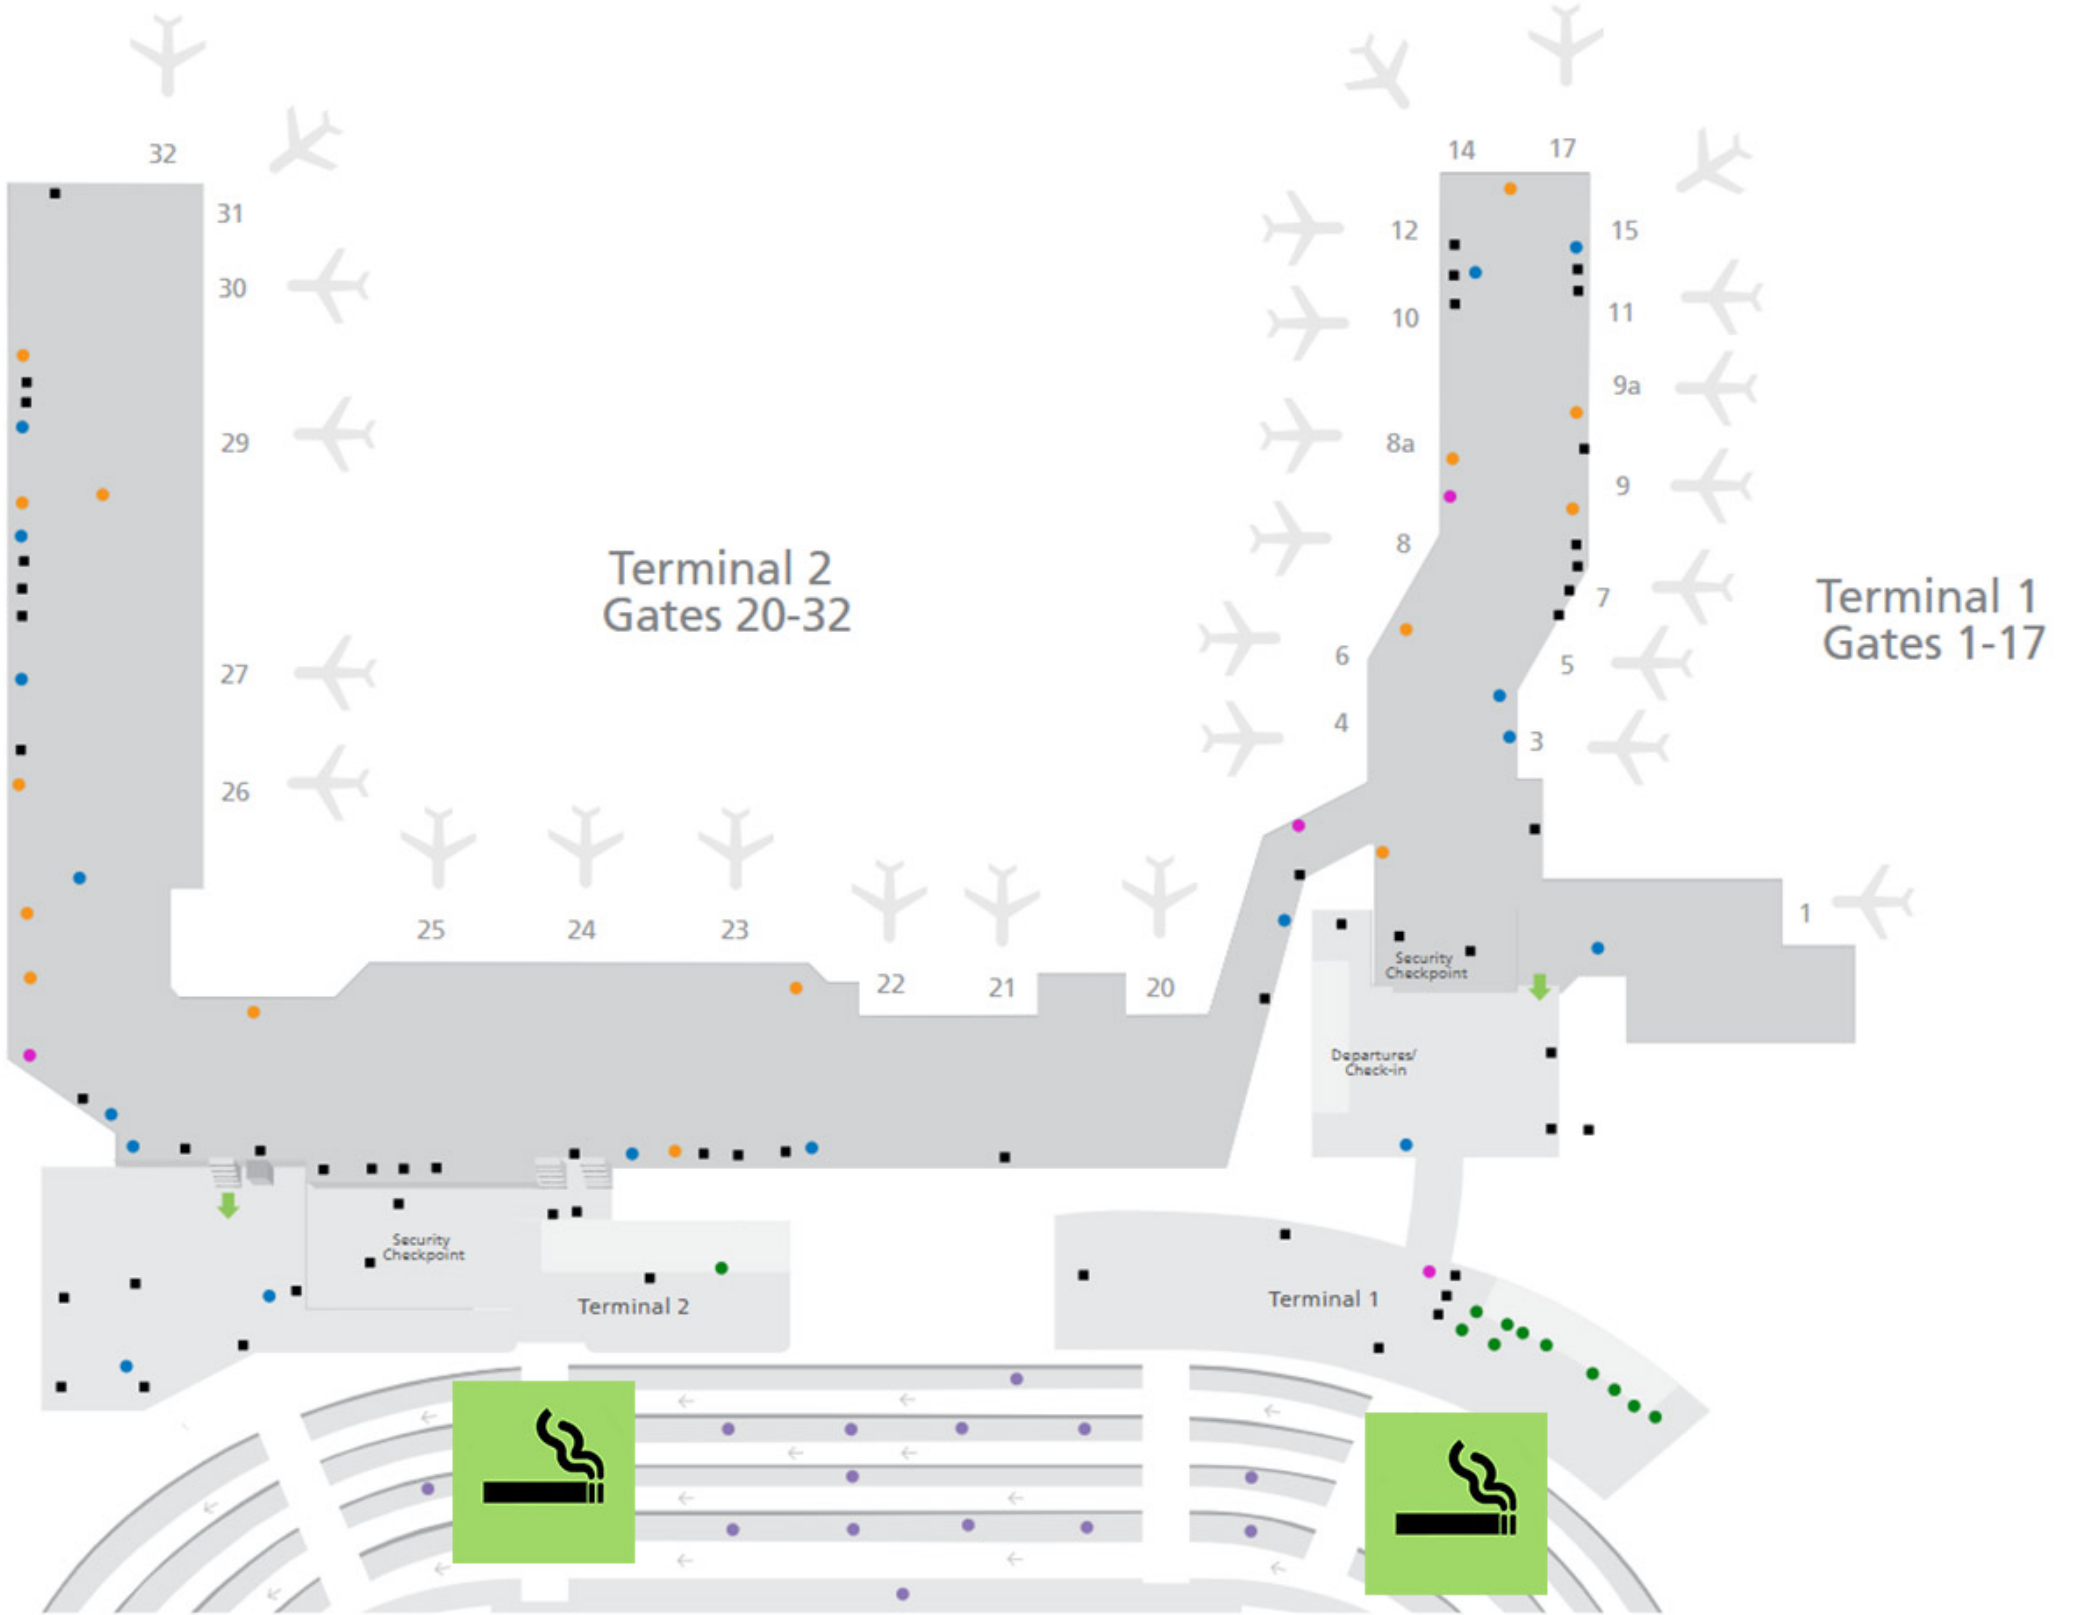 32
14
17
31
12
15
30
10
11
9a
29
8a
9
8
Terminal 2
Gates 20-32
7
Terminal 1
Gates 1-17
6
5
27
4
3
26
25
24
23
22
21
20
1
Security
Checkpoint
Departures/
Check-in
Security
Checkpoint
Terminal 2
Terminal 1